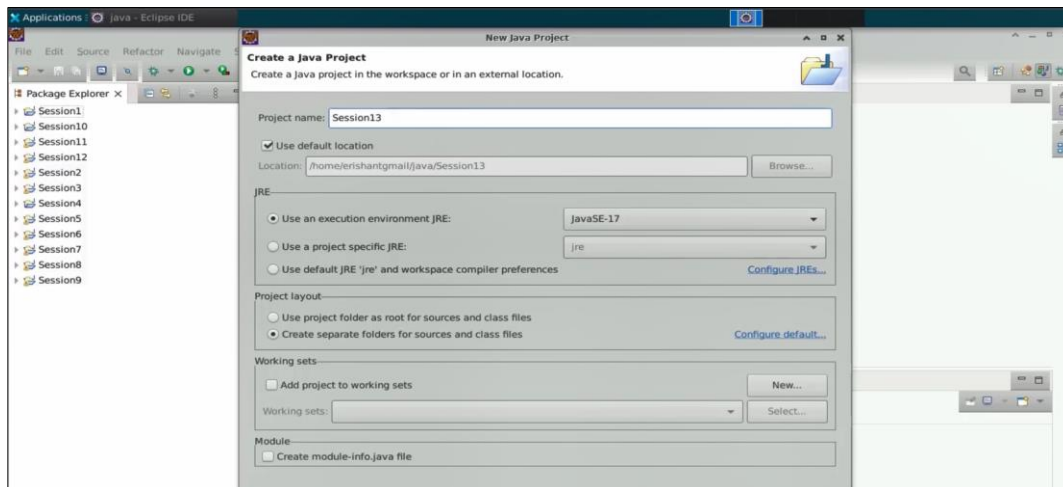 Applications : java - Eclipse IDE
File Edit Source Refactor Navigate
New Java Project
Package Explorer
Session1
Session10
Session11
Session12
Session2
Session3
Session4
Session5
Session6
Session7
Session8
Session9
Create a Java Project
Create a Java project in the workspace or in an external location.
Project name: Session13
Use default location
Location: /home/erishantgmail/java/Session13 Browse...
JRE
Use an execution environment JRE: JavaSE-17
Use a project specific JRE: jre
Use default JRE 'jre' and workspace compiler preferences Configure JREs...
Project layout
Use project folder as root for sources and class files
Create separate folders for sources and class files Configure default...
Working sets
Add project to working sets New...
Working sets: Select...
Module
Create module-info.java file